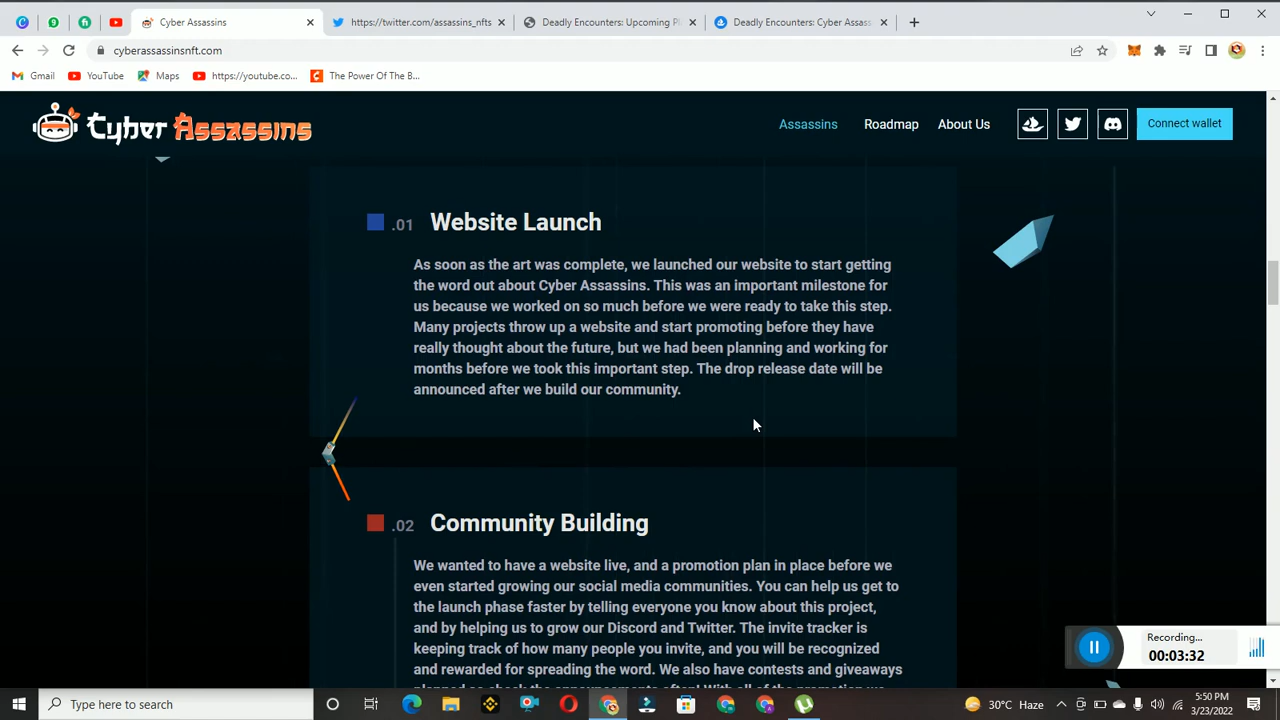 Cyber Assassins
https://twitter.com/assassins_nfts
Deadly Encounters: Upcoming Pl
Deadly Encounters: Cyber Assass
cyberassassinsnft.com
Gmail
YouTube
Maps
https://youtube.co...
The Power Of The B...
Cyber Assassins
Assassins
Roadmap
About Us
Connect wallet
.01 Website Launch
As soon as the art was complete, we launched our website to start getting
the word out about Cyber Assassins. This was an important milestone for
us because we worked on so much before we were ready to take this step.
Many projects throw up a website and start promoting before they have
really thought about the future, but we had been planning and working for
months before we took this important step. The drop release date will be
announced after we build our community.
.02 Community Building
We wanted to have a website live, and a promotion plan in place before we
even started growing our social media communities. You can help us get to
the launch phase faster by telling everyone you know about this project,
and by helping us to grow our Discord and Twitter. The invite tracker is
keeping track of how many people you invite, and you will be recognized
and rewarded for spreading the word. We also have contests and giveaways
Recording...
00:03:32
Type here to search
30°C Haze
5:50 PM
3/23/2022